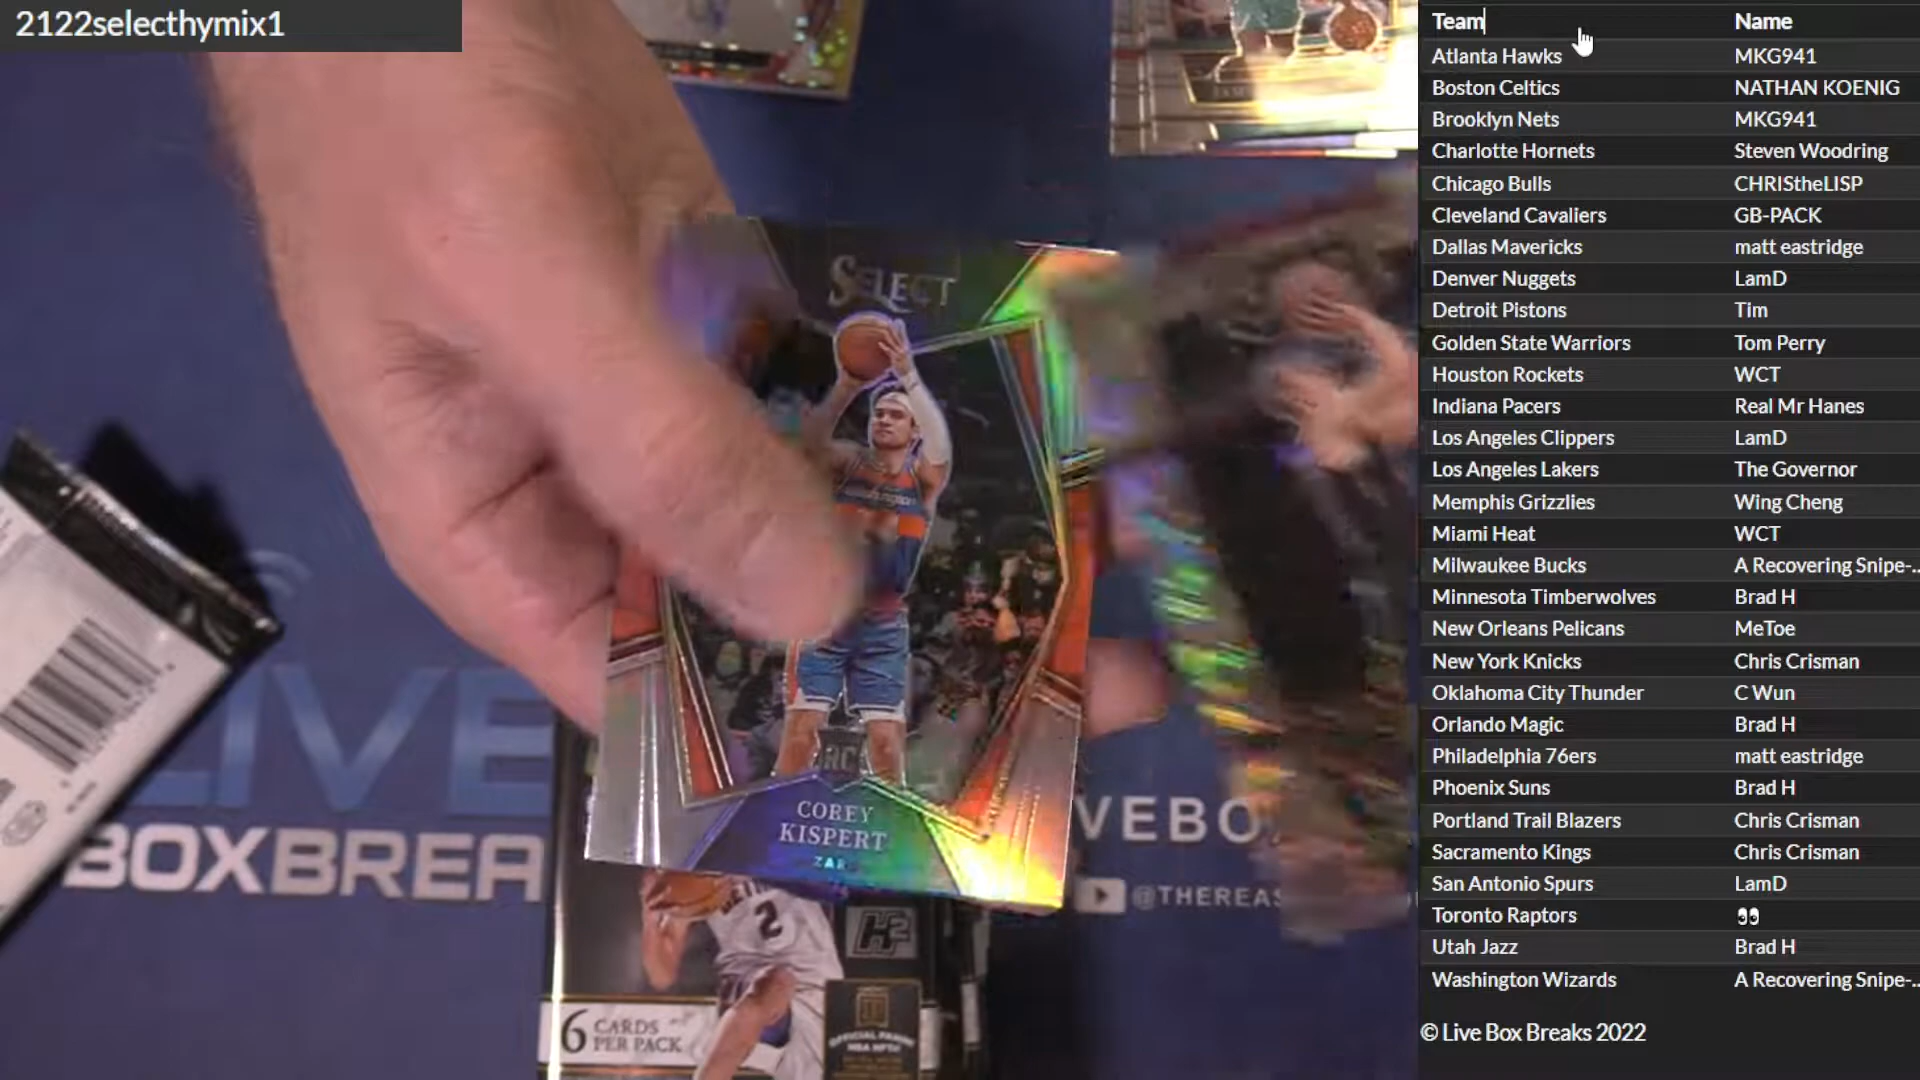 2122selecthymix1
SELECT
RC
COREY
KISPERT
LIVE
BOXBREA
VEBO
@THEREAS
2
H2
6 CARDS
PER PACK
OFFICIAL PANINI
Team Name
Atlanta Hawks MKG941
Boston Celtics NATHAN KOENIG
Brooklyn Nets MKG941
Charlotte Hornets Steven Woodring
Chicago Bulls CHRIStheLISP
Cleveland Cavaliers GB-PACK
Dallas Mavericks matt eastridge
Denver Nuggets LamD
Detroit Pistons Tim
Golden State Warriors Tom Perry
Houston Rockets WCT
Indiana Pacers Real Mr Hanes
Los Angeles Clippers LamD
Los Angeles Lakers The Governor
Memphis Grizzlies Wing Cheng
Miami Heat WCT
Milwaukee Bucks A Recovering Snipe-..
Minnesota Timberwolves Brad H
New Orleans Pelicans MeToe
New York Knicks Chris Crisman
Oklahoma City Thunder C Wun
Orlando Magic Brad H
Philadelphia 76ers matt eastridge
Phoenix Suns Brad H
Portland Trail Blazers Chris Crisman
Sacramento Kings Chris Crisman
San Antonio Spurs LamD
Toronto Raptors 👀
Utah Jazz Brad H
Washington Wizards A Recovering Snipe-..
© Live Box Breaks 2022